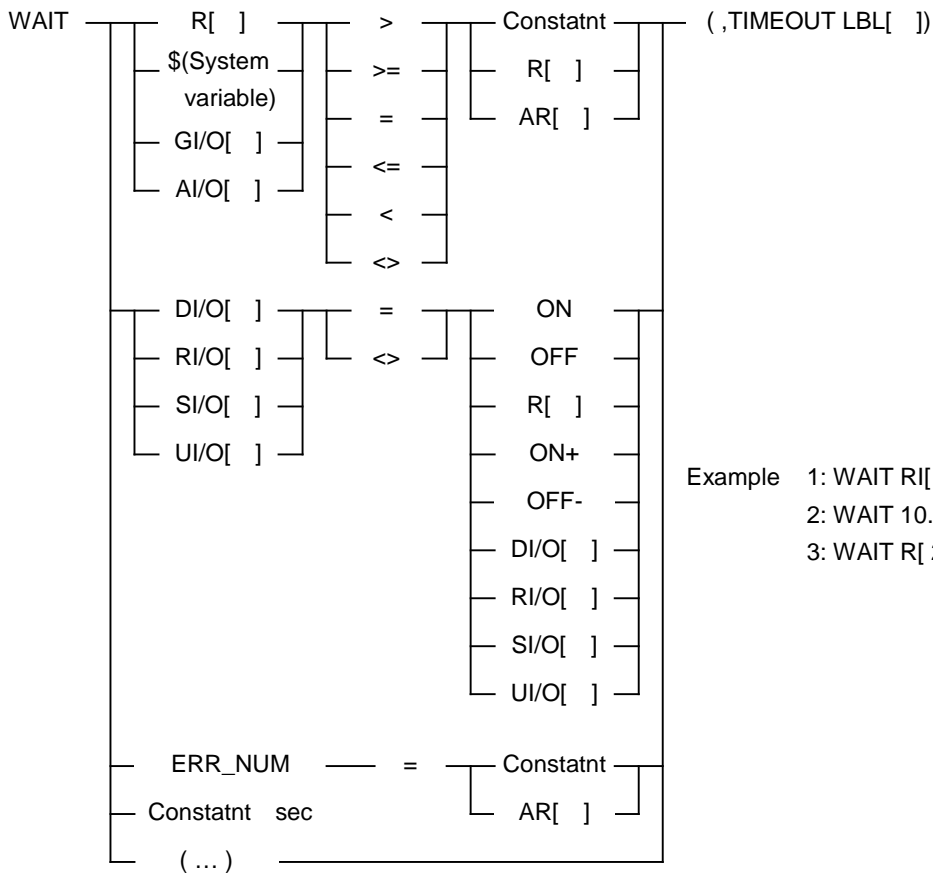 WAIT R[ ] > Constatnt ( ,TIMEOUT LBL[ ])
$(System >= R[ ]
variable) = AR[ ]
GI/O[ ] <=
AI/O[ ] <
<>
DI/O[ ] = ON
RI/O[ ] <> OFF
SI/O[ ] R[ ]
UI/O[ ] ON+
OFF-
DI/O[ ]
RI/O[ ]
SI/O[ ]
UI/O[ ]
Example 1: WAIT RI[
2: WAIT 10.
3: WAIT R[
ERR_NUM = Constatnt
Constatnt sec AR[ ]
( ... )